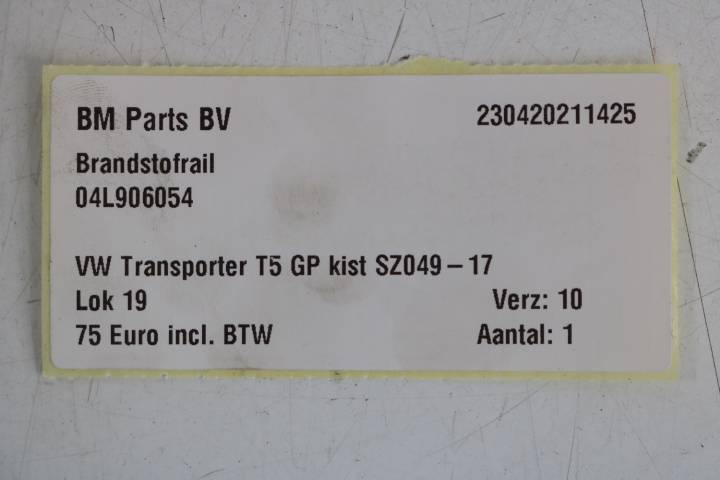 BM Parts BV 230420211425
Brandstofrail
04L906054
VW Transporter T5 GP kist SZ049-17
Lok 19 Verz: 10
75 Euro incl. BTW Aantal: 1